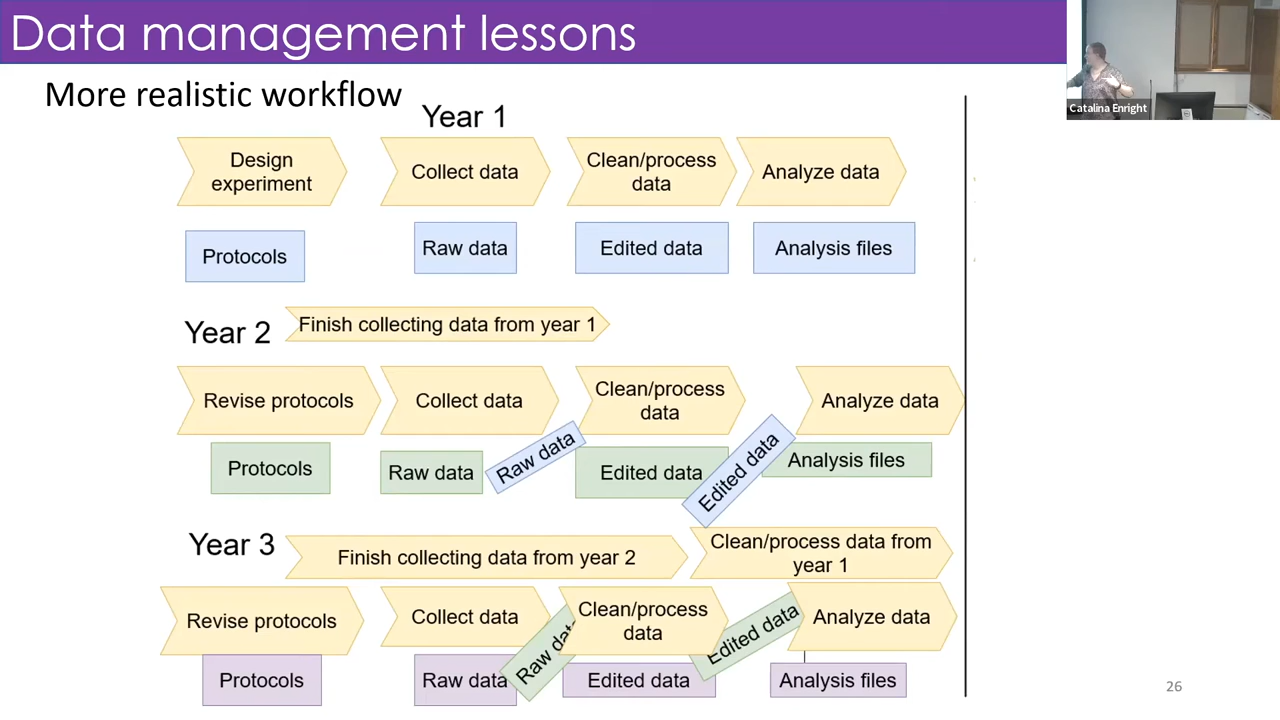 Data management lessons
Catalina Enright
More realistic workflow
Year 1
Design
experiment
Collect data
Clean/process
data
Analyze data
Protocols
Raw data
Edited data
Analysis files
Year 2
Finish collecting data from year 1
Revise protocols
Collect data
Clean/process
data
Analyze data
Protocols
Raw data
Raw data
Edited data
Edited data
Analysis files
Year 3
Finish collecting data from year 2
Clean/process data from
year 1
Revise protocols
Collect data
Clean/process
data
Analyze data
Protocols
Raw data
Raw dat
Edited data
Edited data
Analysis files
26